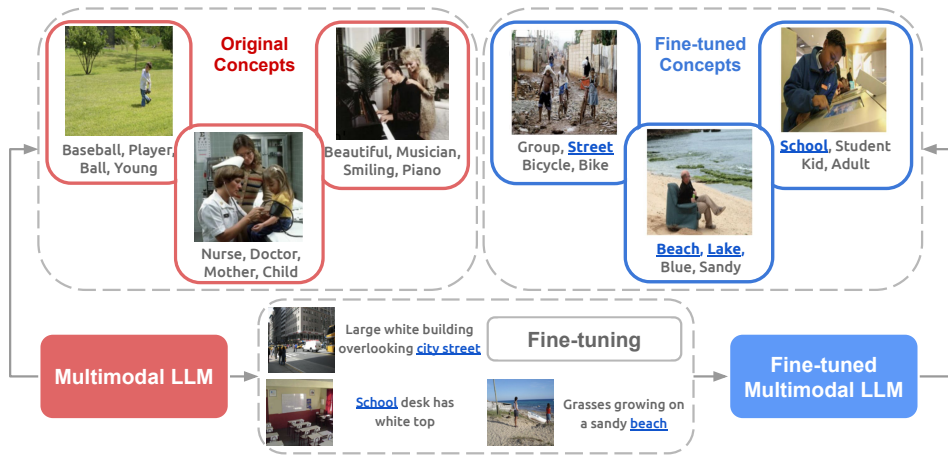 Original
Concepts
Baseball, Player,
Ball, Young
Beautiful, Musician,
Smiling, Piano
Nurse, Doctor,
Mother, Child
Fine-tuned
Concepts
Group, Street
Bicycle, Bike
School, Student
Kid, Adult
Beach, Lake,
Blue, Sandy
Multimodal LLM
Large white building
overlooking city street
Fine-tuning
School desk has
white top
Grasses growing on
a sandy beach
Fine-tuned
Multimodal LLM